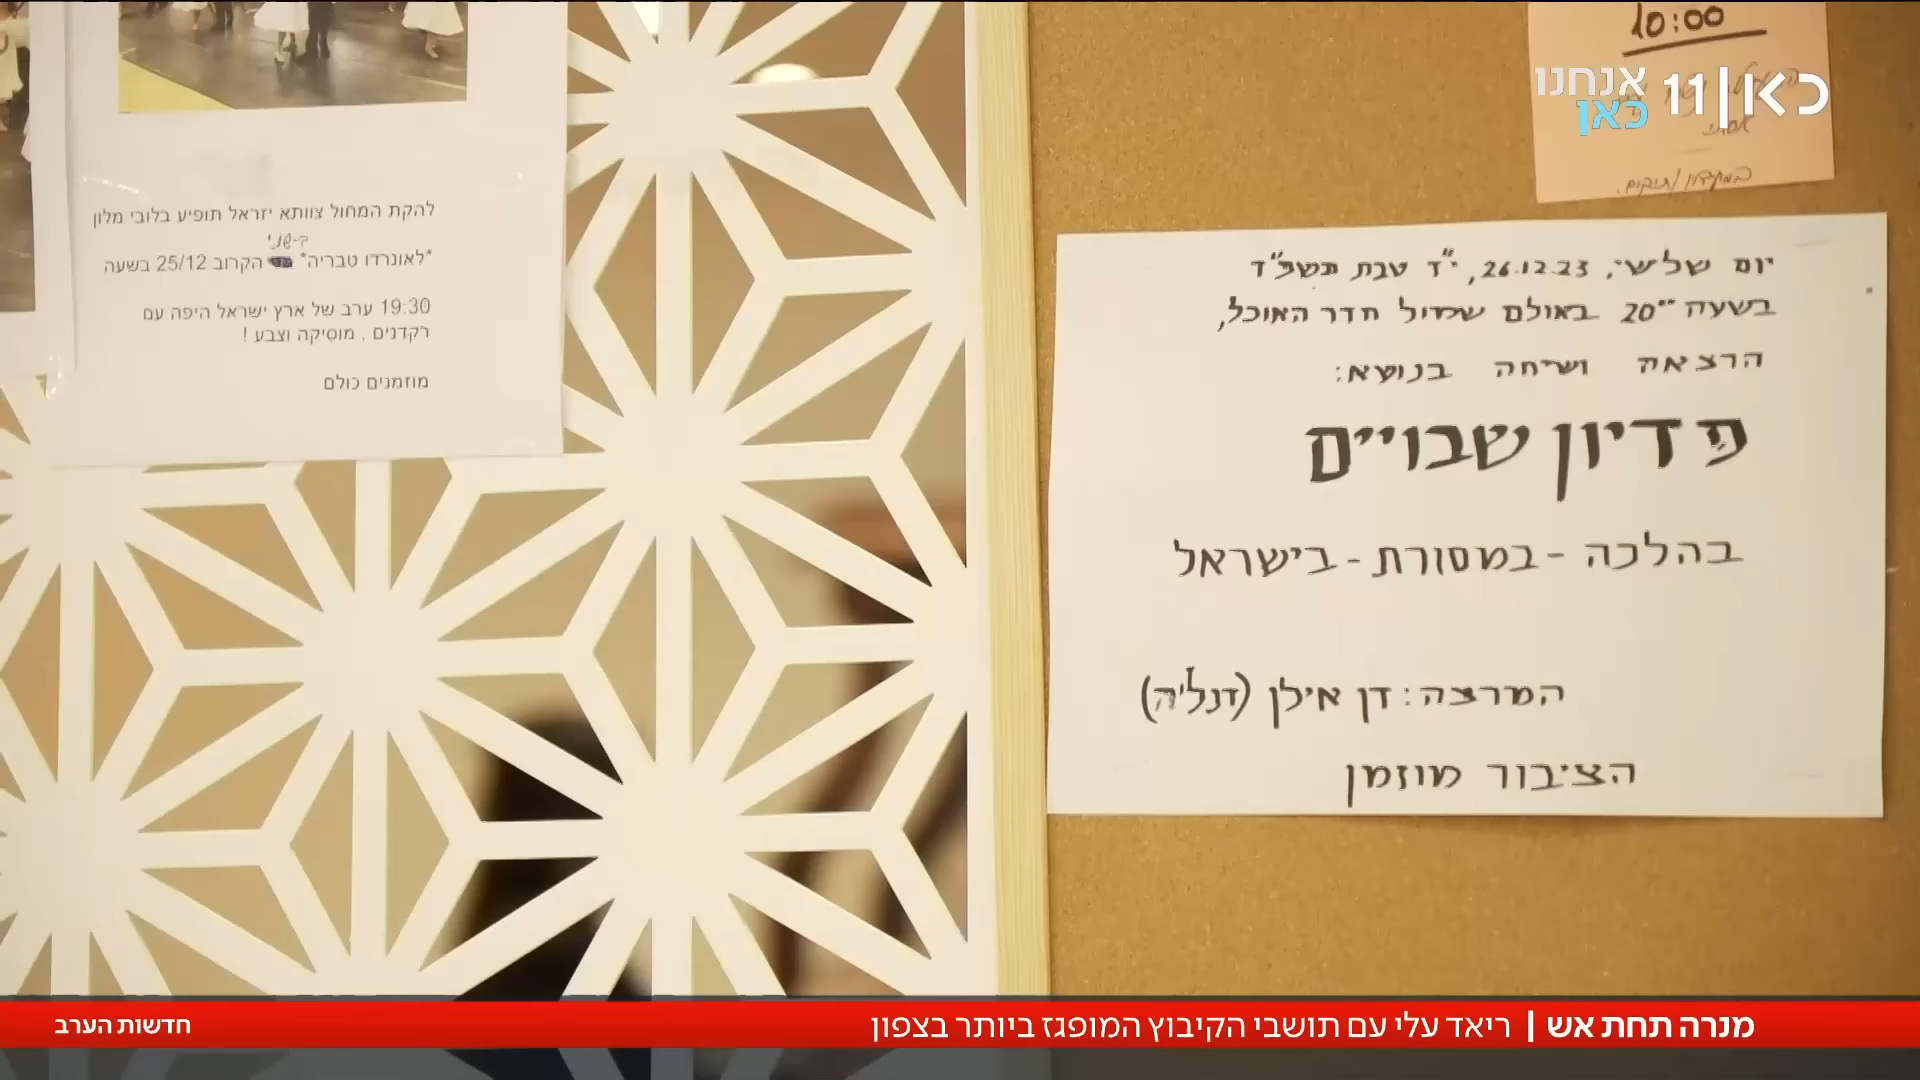 10:00
אנחנו
כאן
כאן 11
להקת המחול צוותא יזראל תופיע בלובי מלון
ב-שני
*לאונרדו טבריה* הקרוב 25/12 בשעה
19:30 ערב של ארץ ישראל היפה עם
רקדנים , מוסיקה וצבע !
מוזמנים כולם
יום שלישי, 26.12.23, י"ד טבת תשפ"ד
בשעה 20°° באולם שמול חדר האוכל,
הרצאה ושיחה בנושא:
פדיון שבויים
בהלכה - במסורת - בישראל
המרצה: דן אילן (דנליה)
הציבור מוזמן
מנרה תחת אש | ריאד עלי עם תושבי הקיבוץ המופגז ביותר בצפון
חדשות הערב